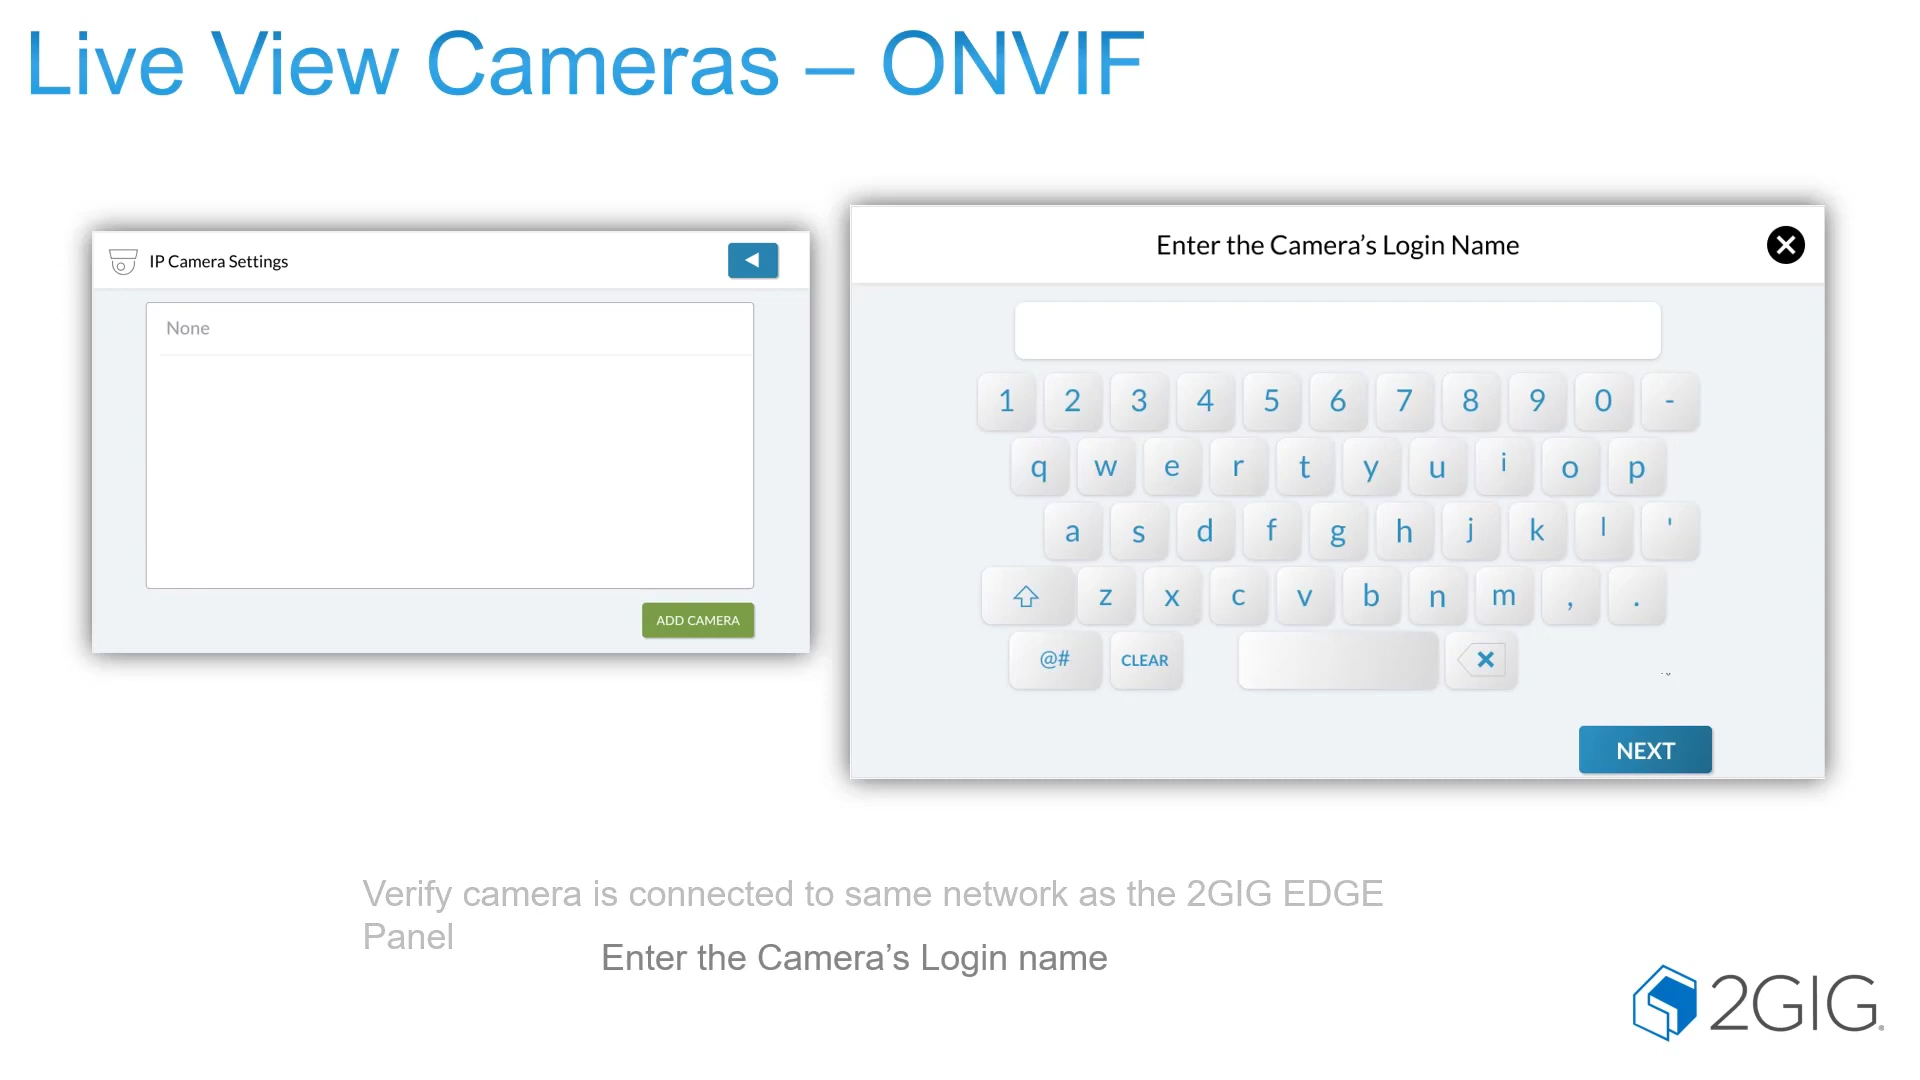 Live View Cameras – ONVIF
IP Camera Settings
None
ADD CAMERA
Enter the Camera’s Login Name
1 2 3 4 5 6 7 8 9 0 -
q w e r t y u i o p
a s d f g h j k l '
z x c v b n m , .
@# CLEAR
NEXT
Verify camera is connected to same network as the 2GIG EDGE
Panel
Enter the Camera’s Login name
2GIG